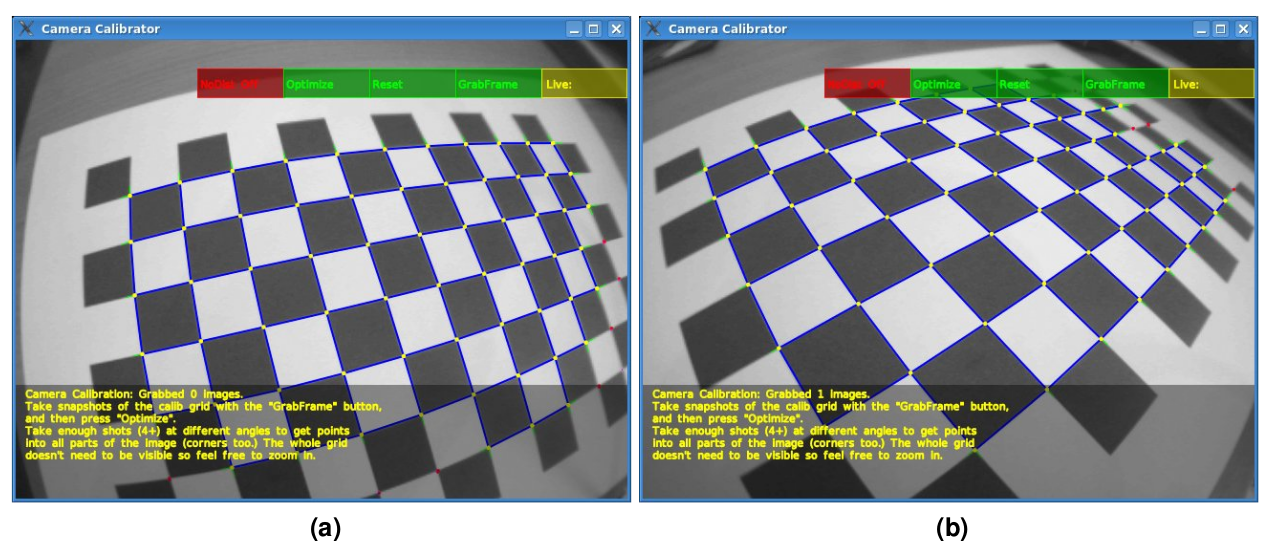 Camera Calibrator
NoDist Off Optimize Reset GrabFrame Live:
Camera Calibration: Grabbed 0 images.
Take snapshots of the calib grid with the "GrabFrame" button,
and then press "Optimize".
Take enough shots (4+) at different angles to get points
into all parts of the image (corners too.) The whole grid
doesn't need to be visible so feel free to zoom in.
(a)
Camera Calibrator
NoDist Off Optimize Reset GrabFrame Live:
Camera Calibration: Grabbed 1 images.
Take snapshots of the calib grid with the "GrabFrame" button,
and then press "Optimize".
Take enough shots (4+) at different angles to get points
into all parts of the image (corners too.) The whole grid
doesn't need to be visible so feel free to zoom in.
(b)